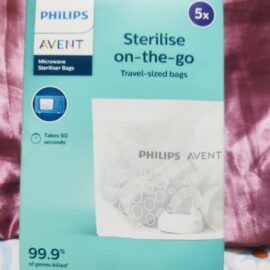 PHILIPS
AVENT
Microwave
Steriliser Bags
5x
Sterilise
on-the-go
Travel-sized bags
Takes 90
seconds*
PHILIPS AVENT
99.9%
of germs killed*